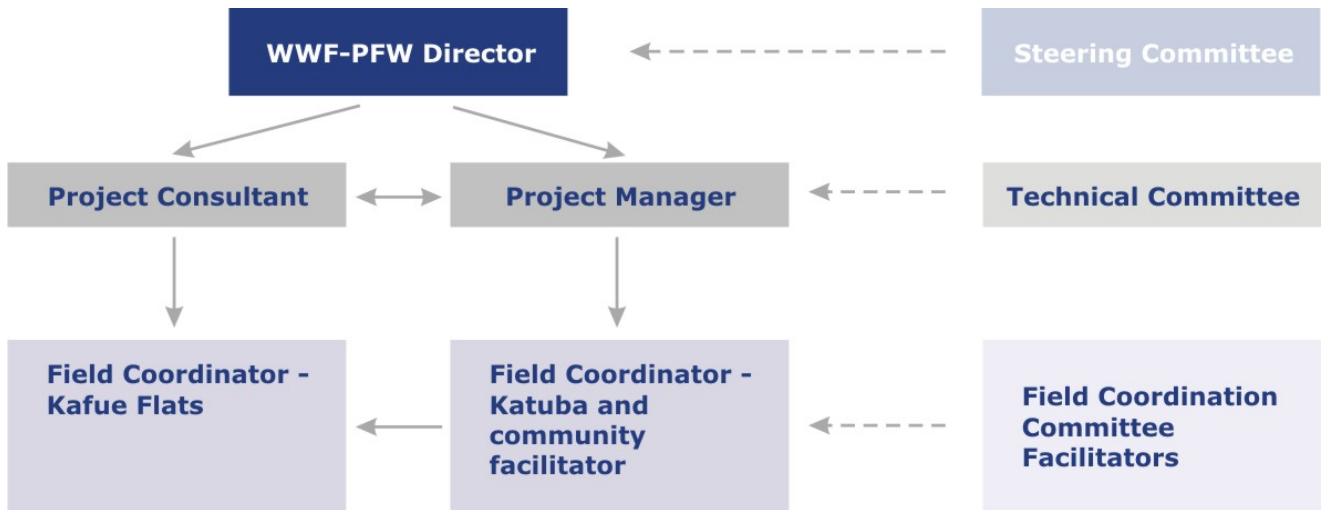 WWF-PFW Director
Steering Committee
Project Consultant
Project Manager
Technical Committee
Field Coordinator -
Kafue Flats
Field Coordinator -
Katuba and
community
facilitator
Field Coordination
Committee
Facilitators